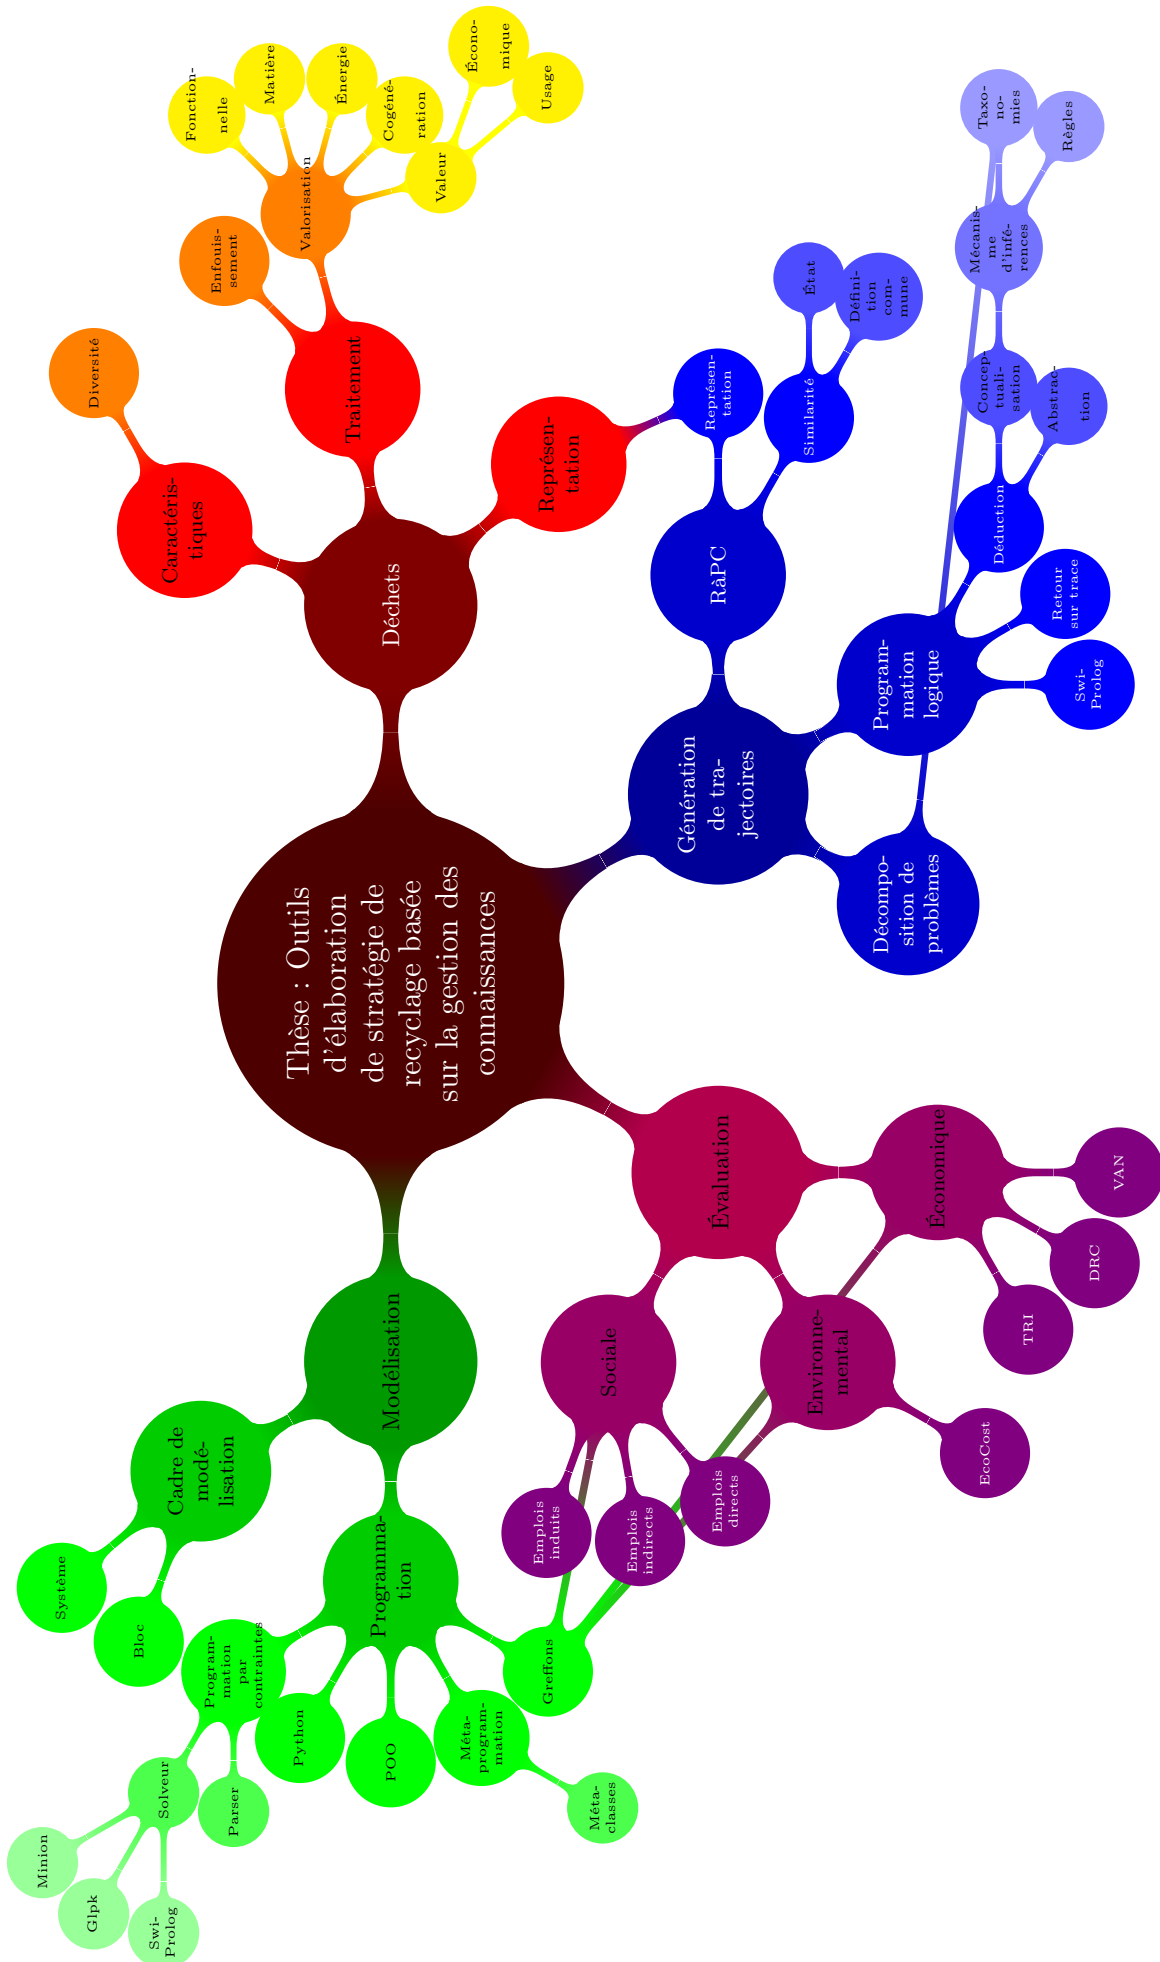 Thèse : Outils
d'élaboration
de stratégie de
recyclage basée
sur la gestion des
connaissances
Modélisation
Cadre de
modé-
lisation
Système
Bloc
Programma-
tion
Program-
mation
par
contraintes
Solveur
Minion
Glpk
Swi-
Prolog
Parser
Python
POO
Méta-
program-
mation
Méta-
classes
Greffons
Évaluation
Sociale
Emplois
induits
Emplois
indirects
Emplois
directs
Environne-
mental
EcoCost
Économique
TRI
DRC
VAN
Génération
de tra-
jectoires
Décompo-
sition de
problèmes
Program-
mation
logique
Swi-
Prolog
Retour
sur trace
Déduction
Abstrac-
tion
Concep-
tuali-
sation
Mécanis-
me
d'infé-
rences
Règles
Taxo-
no-
mies
RàPC
Similarité
Défini-
tion
com-
mune
État
Représen-
tation
Déchets
Caractéris-
tiques
Diversité
Traitement
Enfouis-
sement
Valorisation
Fonction-
nelle
Matière
Énergie
Cogéné-
ration
Valeur
Écono-
mique
Usage
Représen-
tation